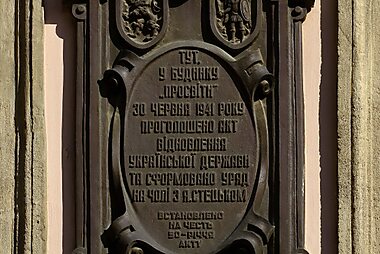 ТУТ,
У БУДИНКУ
„ПРОСВІТИ"
30 ЧЕРВНЯ 1941 РОКУ
ПРОГОЛОШЕНО АКТ
ВІДНОВЛЕННЯ
УКРАЇНСЬКОЇ ДЕРЖАВИ
ТА СФОРМОВАНО УРЯД
НА ЧОЛІ З Я.СТЕЦЬКОМ
ВСТАНОВЛЕНО
НА ЧЕСТЬ
50-РІЧЧЯ
АКТУ